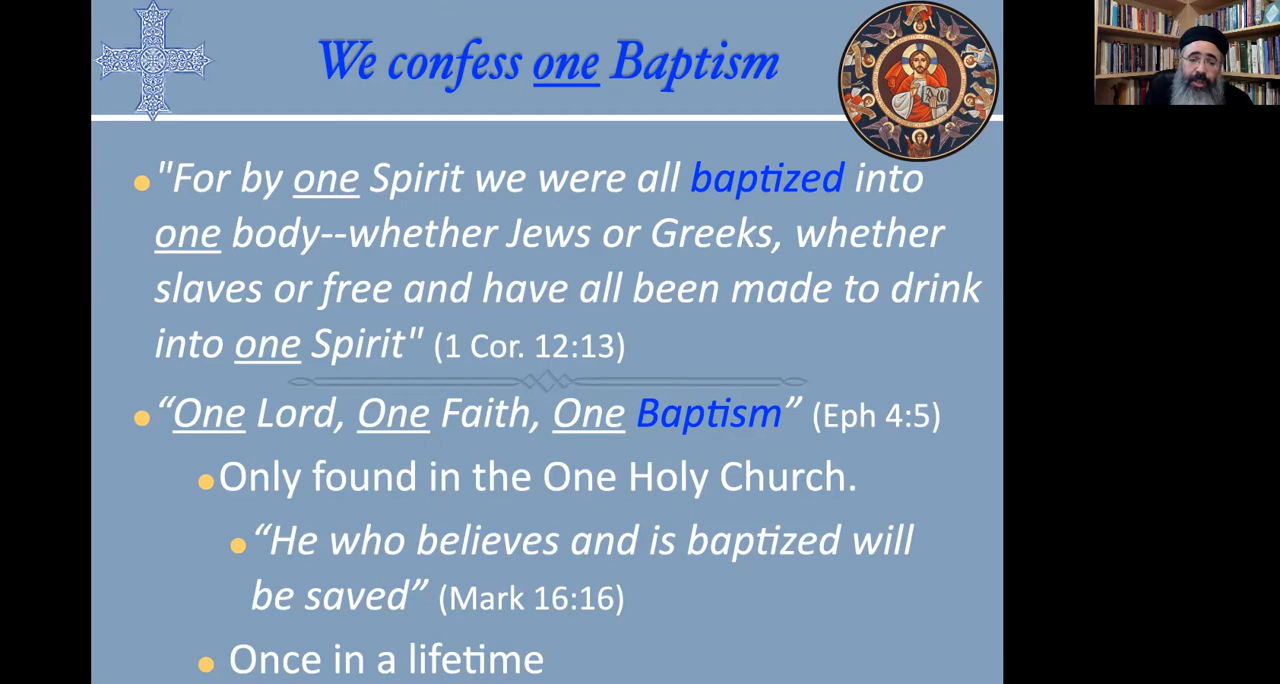 We confess one Baptism
"For by one Spirit we were all baptized into
one body--whether Jews or Greeks, whether
slaves or free and have all been made to drink
into one Spirit" (1 Cor. 12:13)
“One Lord, One Faith, One Baptism” (Eph 4:5)
Only found in the One Holy Church.
“He who believes and is baptized will
be saved” (Mark 16:16)
Once in a lifetime